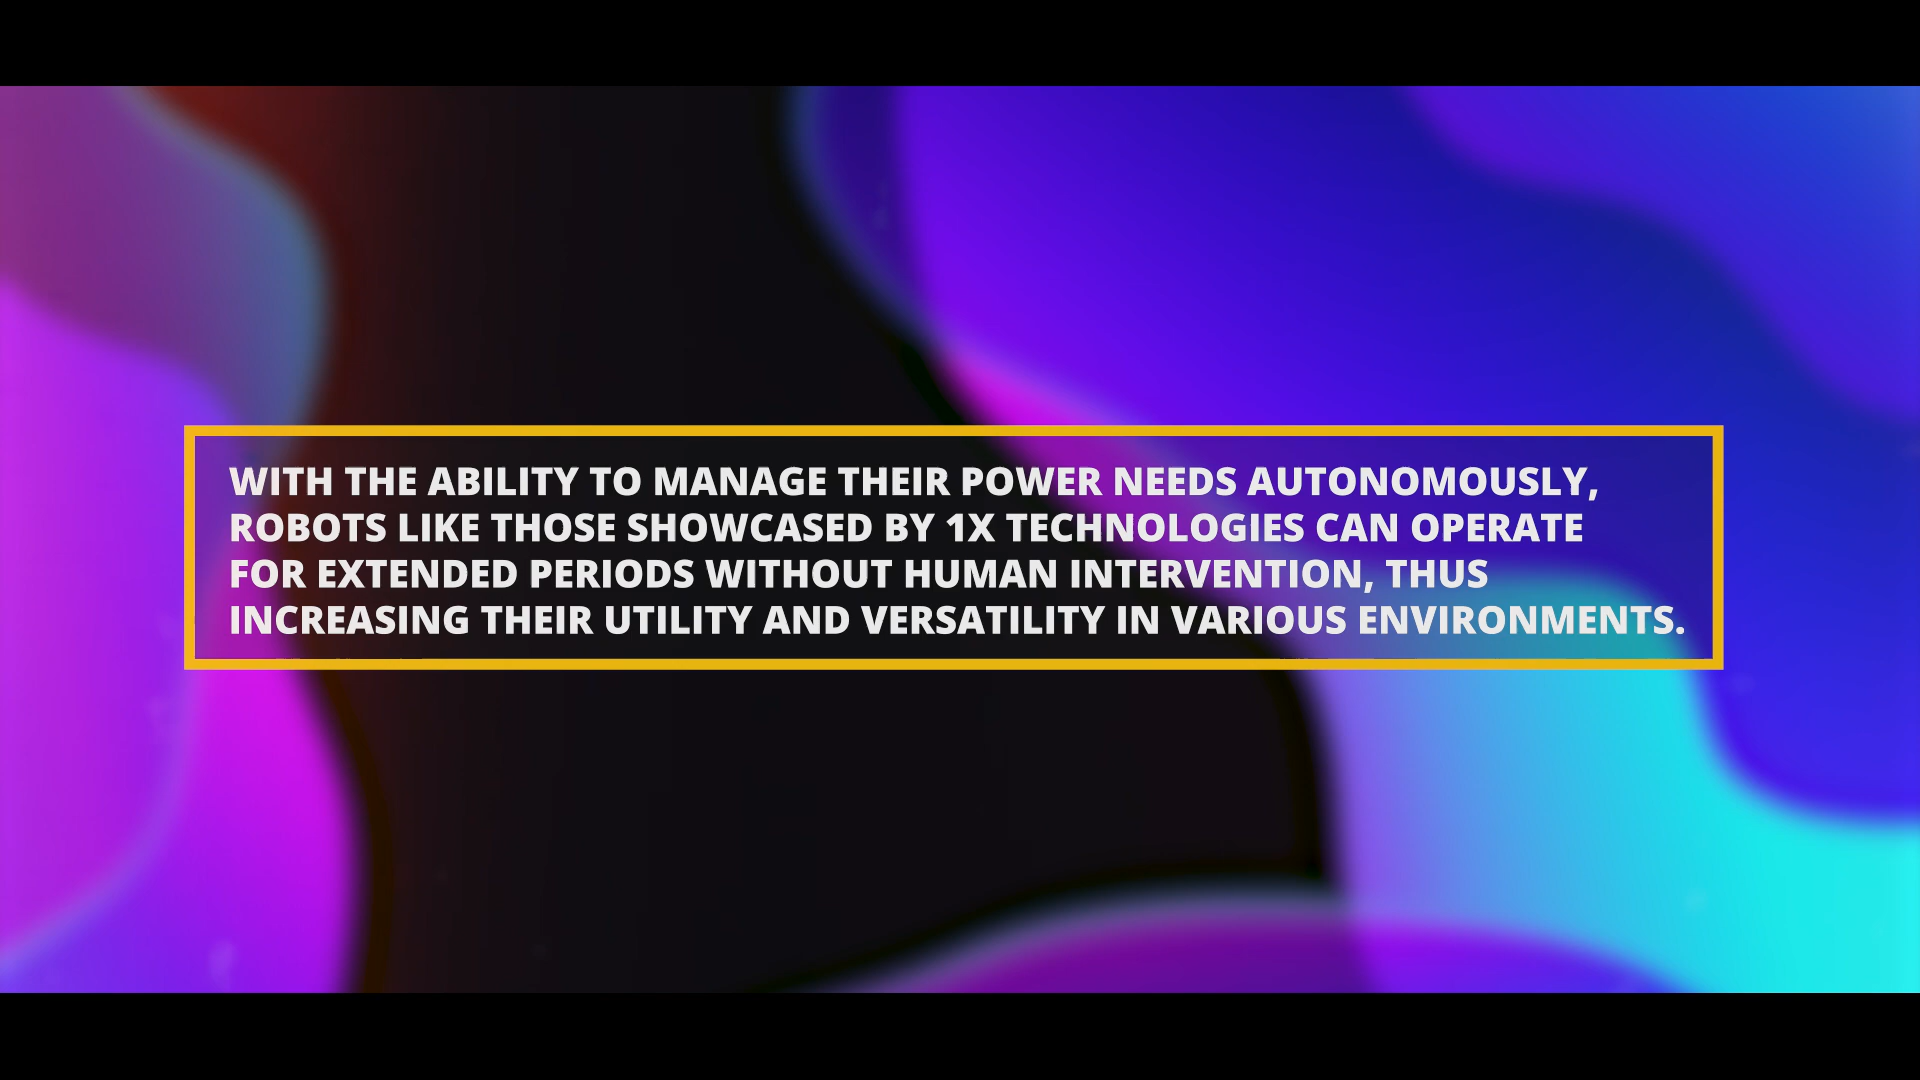 WITH THE ABILITY TO MANAGE THEIR POWER NEEDS AUTONOMOUSLY,
ROBOTS LIKE THOSE SHOWCASED BY 1X TECHNOLOGIES CAN OPERATE
FOR EXTENDED PERIODS WITHOUT HUMAN INTERVENTION, THUS
INCREASING THEIR UTILITY AND VERSATILITY IN VARIOUS ENVIRONMENTS.